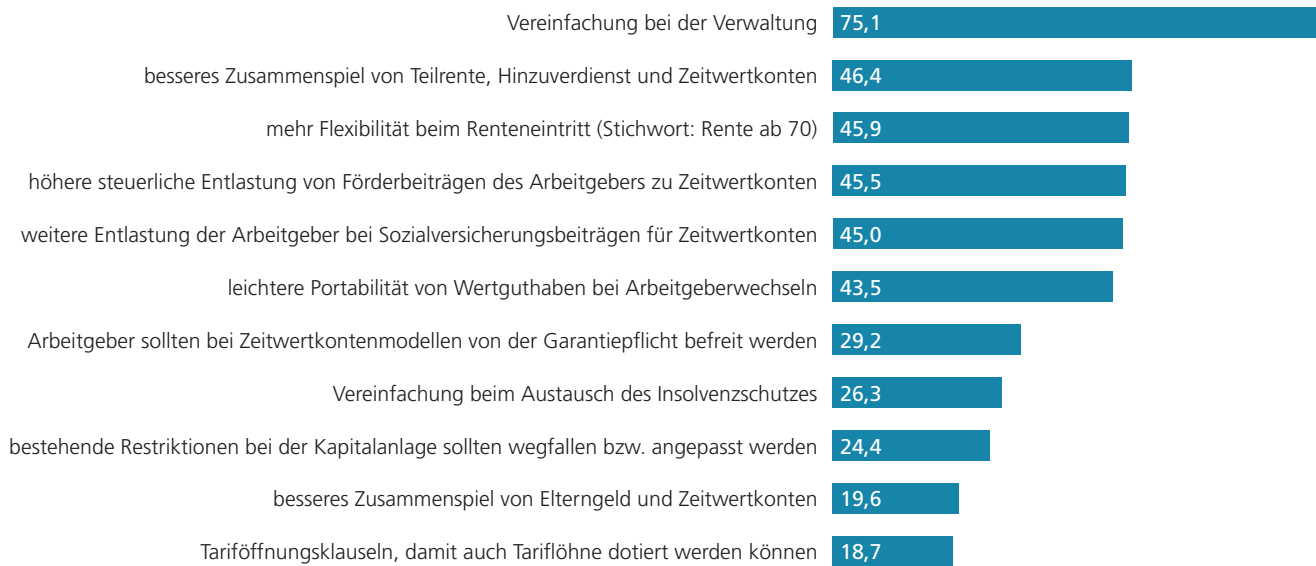 Vereinfachung bei der Verwaltung 75,1
besseres Zusammenspiel von Teilrente, Hinzuverdienst und Zeitwertkonten 46,4
mehr Flexibilität beim Renteneintritt (Stichwort: Rente ab 70) 45,9
höhere steuerliche Entlastung von Förderbeiträgen des Arbeitgebers zu Zeitwertkonten 45,5
weitere Entlastung der Arbeitgeber bei Sozialversicherungsbeiträgen für Zeitwertkonten 45,0
leichtere Portabilität von Wertguthaben bei Arbeitgeberwechseln 43,5
Arbeitgeber sollten bei Zeitwertkontenmodellen von der Garantiepflicht befreit werden 29,2
Vereinfachung beim Austausch des Insolvenzschutzes 26,3
bestehende Restriktionen bei der Kapitalanlage sollten wegfallen bzw. angepasst werden 24,4
besseres Zusammenspiel von Elterngeld und Zeitwertkonten 19,6
Tariföffnungsklauseln, damit auch Tariflöhne dotiert werden können 18,7